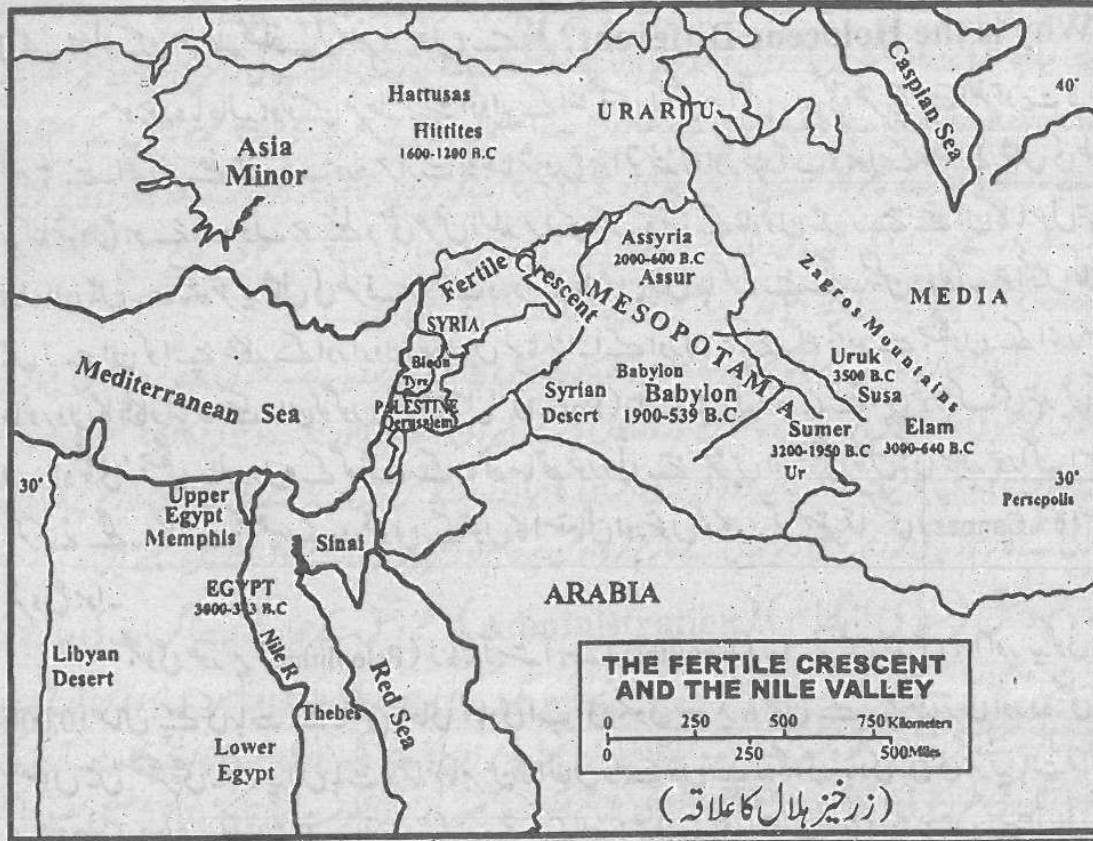 Hattusas
Hittites
1600-1200 B.C
URARIJU
Caspian Sea
40°
Asia
Minor
Assyria
2000-600 B.C
Assur
Fertile Crescent
MESOPOTAMIA
Zagros Mountains
MEDIA
SYRIA
Tyre
PALESTINE
Qerusalem
Mediterranean Sea
Syrian
Desert
Babylon
Babylon
1900-539 B.C
Uruk
3500 B.C
Susa
Sumer
3200-1950 B.C
Ur
Elam
3000-640 B.C
30°
30°
Persepolis
Upper
Egypt
Memphis
Sinai
EGYPT
Nile R
Red Sea
ARABIA
Libyan
Desert
Thebes
Lower
Egypt
THE FERTILE CRESCENT
AND THE NILE VALLEY
0 250 500 750 Kilometers
0 250 500 Miles
(زرخیز ہلال کا علاقہ)